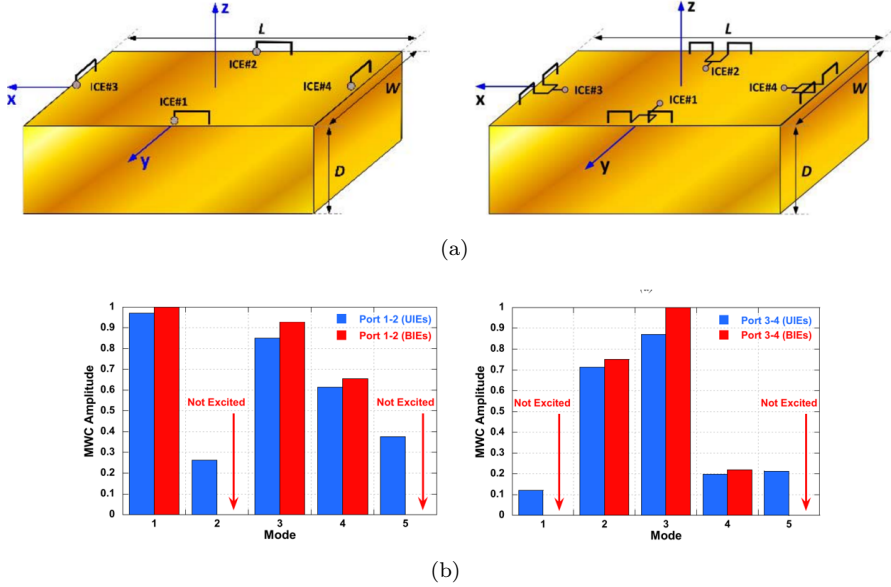 z
L
ICE#2
ICE#3
ICE#4
x
W
ICE#1
y
D
z
L
ICE#2
x
ICE#3
ICE#4
W
ICE#1
y
D
(a)
MWC Amplitude
1
0.9
0.8
0.7
0.6
0.5
0.4
0.3
0.2
0.1
0
Port 1-2 (UIEs)
Port 1-2 (BIEs)
Not Excited
Not Excited
1 2 3 4 5
Mode
MWC Amplitude
1
0.9
0.8
0.7
0.6
0.5
0.4
0.3
0.2
0.1
0
Port 3-4 (UIEs)
Port 3-4 (BIEs)
Not Excited
Not Excited
1 2 3 4 5
Mode
(b)